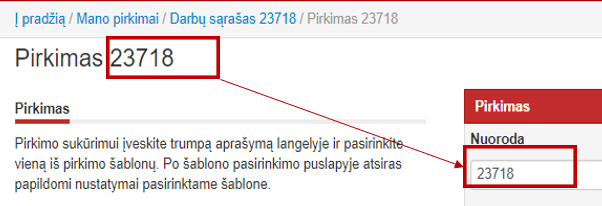 Į pradžią / Mano pirkimai / Darbų sąrašas 23718 / Pirkimas 23718
Pirkimas 23718
Pirkimas
Pirkimo sukūrimui įveskite trumpą aprašymą langelyje ir pasirinkite
vieną iš pirkimo šablonų. Po šablono pasirinkimo puslapyje atsiras
papildomi nustatymai pasirinktame šablone.
Pirkimas
Nuoroda
23718